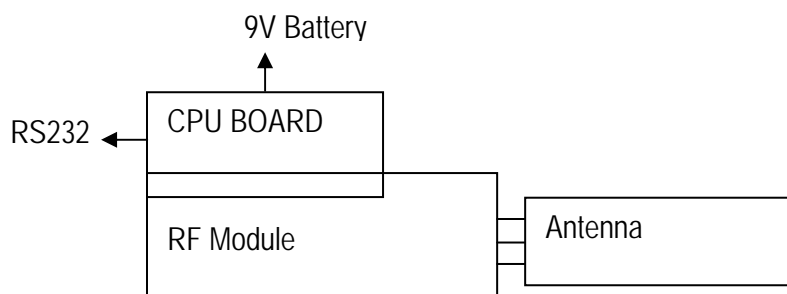 9V Battery
CPU BOARD
RS232
RF Module
Antenna